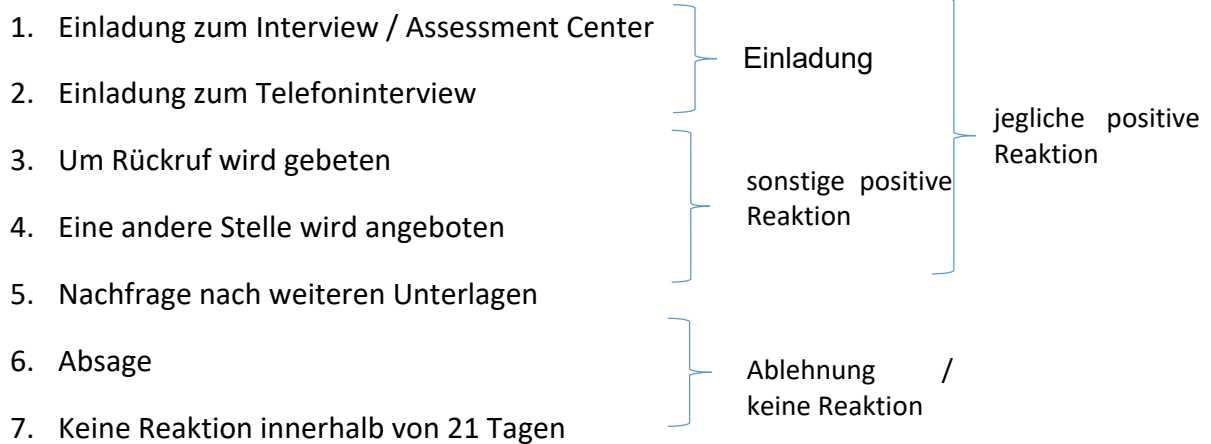 1. Einladung zum Interview / Assessment Center
2. Einladung zum Telefoninterview
3. Um Rückruf wird gebeten
4. Eine andere Stelle wird angeboten
5. Nachfrage nach weiteren Unterlagen
6. Absage
7. Keine Reaktion innerhalb von 21 Tagen
Einladung
sonstige positive
Reaktion
Ablehnung /
keine Reaktion
jegliche positive
Reaktion